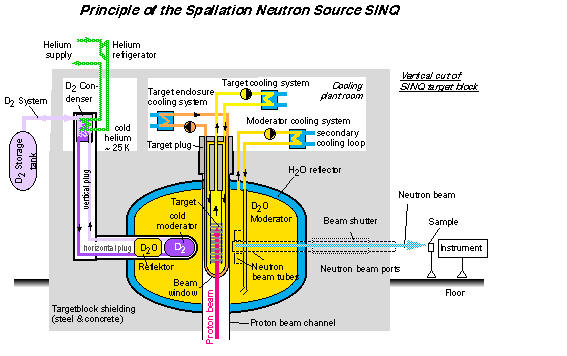 Principle of the Spallation Neutron Source SINQ
Helium
supply
Helium
refrigerator
D2 Con-
denser
D2 System
cold
helium
~ 25 K
D2 Storage
tank
vertical plug
Target enclosure
cooling system
Target cooling system
Cooling
plant room
Moderator cooling system
secondary
cooling loop
Target plug
Vertical cut of
SINQ target block
H2O reflector
D2O
Moderator
Target
cold
moderator
horizontal plug
D2O
D2
Reflektor
Beam
window
Neutron
beam tubes
Beam shutter
Neutron beam
Sample
Instrument
Neutron beam ports
Floor
Targetblock shielding
(steel & concrete)
Proton beam
Proton beam channel